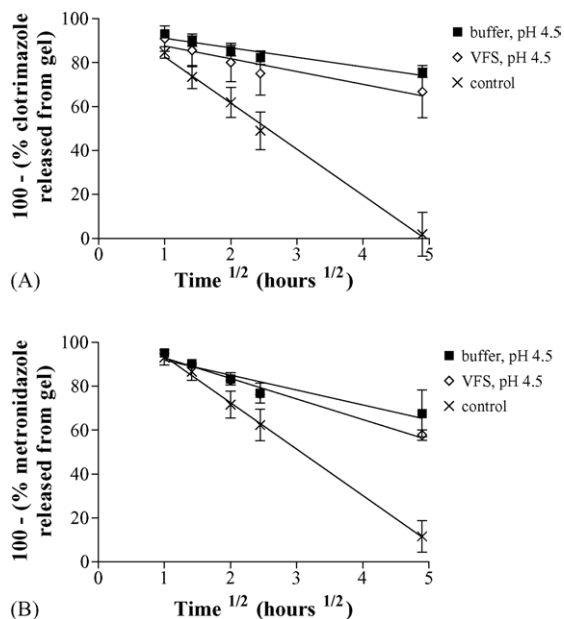 100 - (% clotrimazole
released from gel)
100
80
60
40
20
0
0 1 2 3 4 5
Time 1/2 (hours 1/2)
(A)
■ buffer, pH 4.5
◇ VFS, pH 4.5
× control
100 - (% metronidazole
released from gel)
100
80
60
40
20
0
0 1 2 3 4 5
Time 1/2 (hours 1/2)
(B)
■ buffer, pH 4.5
◇ VFS, pH 4.5
× control